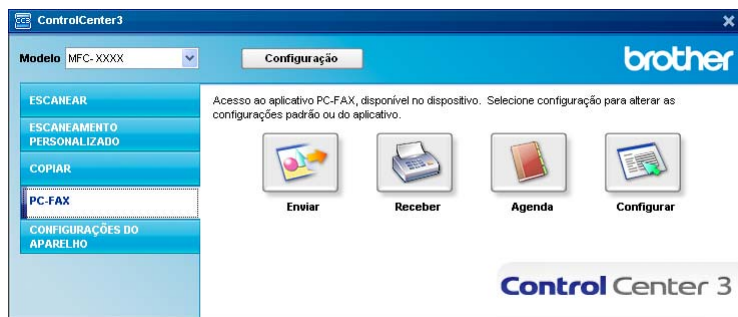 ControlCenter3
Modelo MFC-XXXX Configuração brother
ESCANEAR
ESCANEAMENTO
PERSONALIZADO
COPIAR
PC-FAX
CONFIGURAÇÕES DO
APARELHO
Acesso ao aplicativo PC-FAX, disponível no dispositivo. Selecione configuração para alterar as
configurações padrão ou do aplicativo.
Enviar Receber Agenda Configurar
Control Center 3